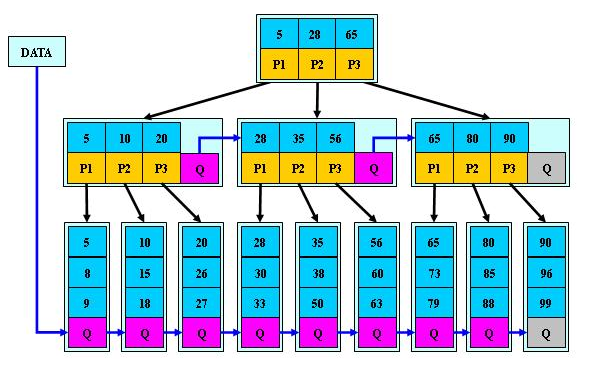 5 28 65
DATA
P1 P2 P3
5 10 20
28 35 56
65 80 90
P1 P2 P3 Q
P1 P2 P3 Q
P1 P2 P3 Q
5 10 20 28 35 56 65 80 90
8 15 26 30 38 60 73 85 96
9 18 27 33 50 63 79 88 99
Q Q Q Q Q Q Q Q Q